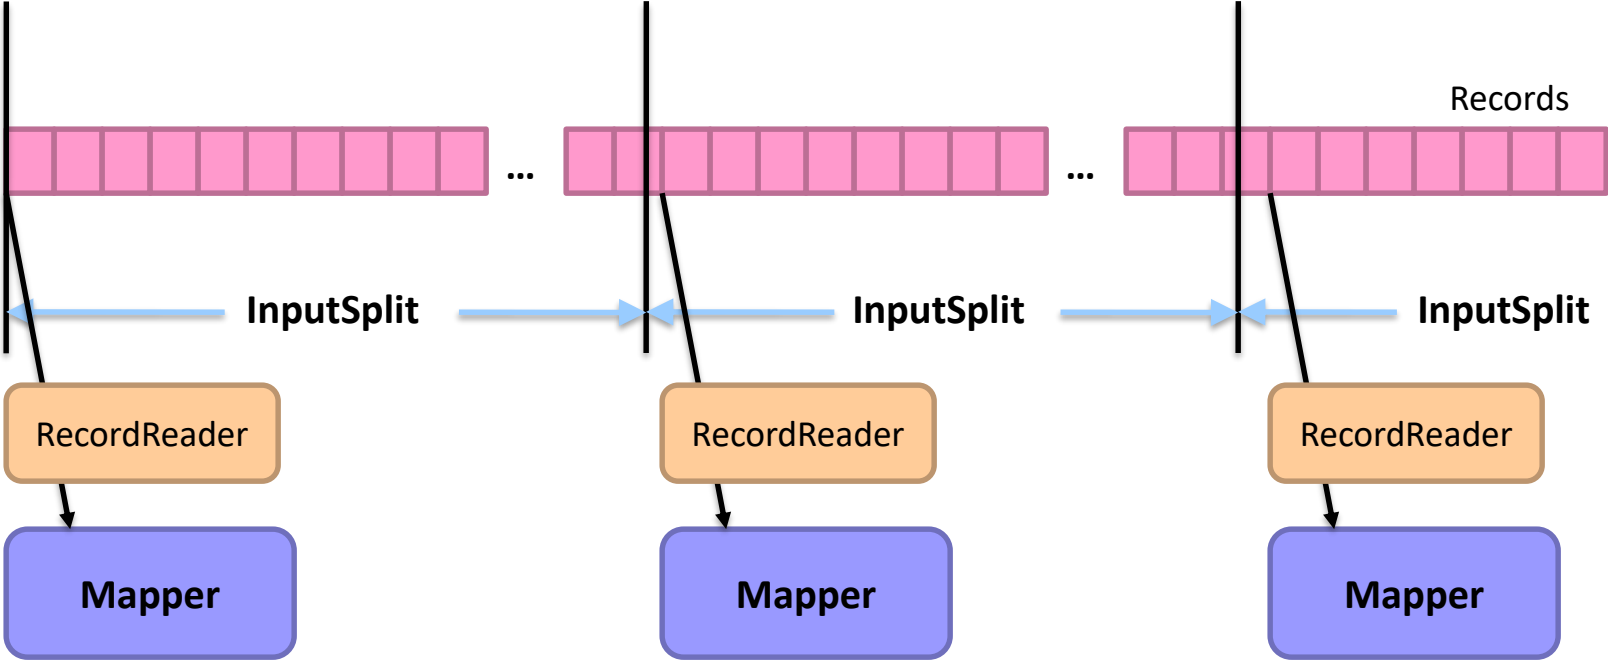 Records
... ...
InputSplit InputSplit InputSplit
RecordReader RecordReader RecordReader
Mapper Mapper Mapper